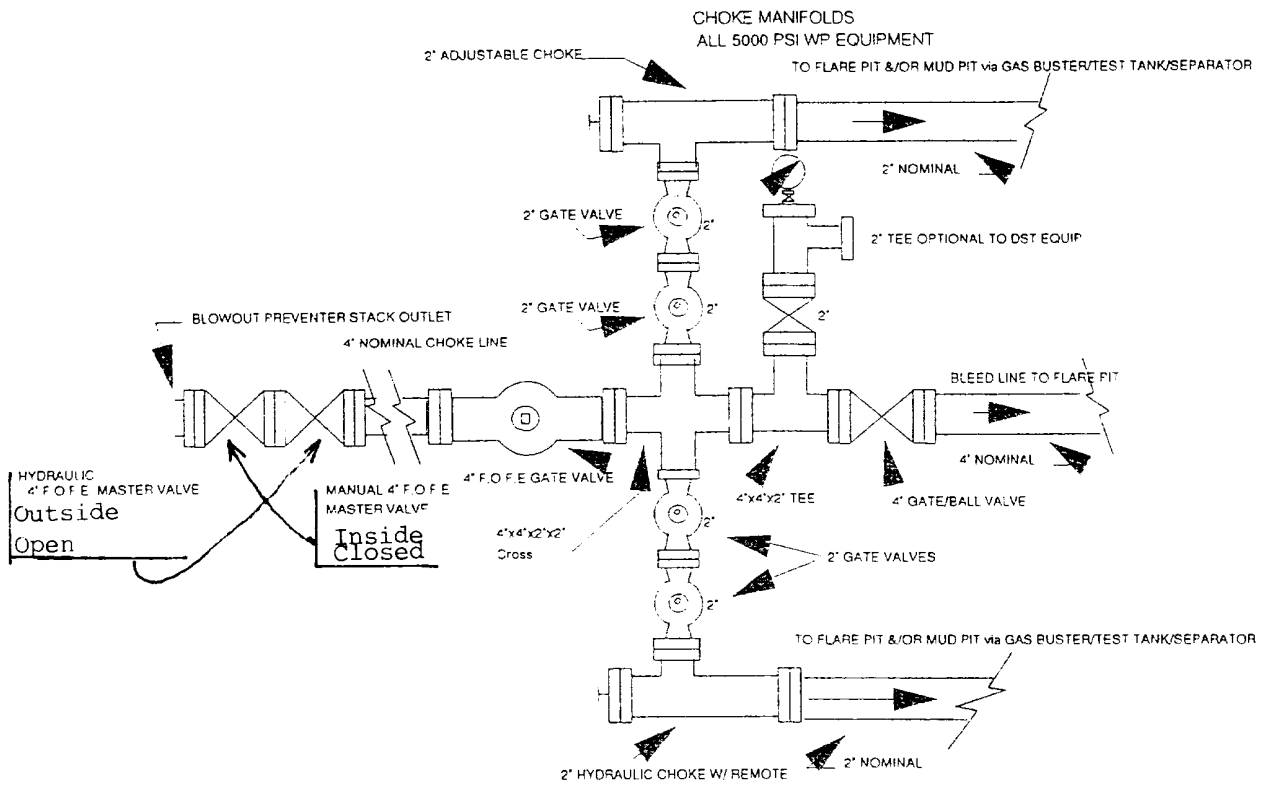 CHOKE MANIFOLDS
ALL 5000 PSI WP EQUIPMENT
2" ADJUSTABLE CHOKE
TO FLARE PIT &/OR MUD PIT via GAS BUSTER/TEST TANK/SEPARATOR
2" NOMINAL
2" GATE VALVE
2"
2" TEE OPTIONAL TO DST EQUIP
2" GATE VALVE
2"
2"
BLOWOUT PREVENTER STACK OUTLET
4" NOMINAL CHOKE LINE
BLEED LINE TO FLARE PIT
4" NOMINAL
HYDRAULIC
4" F.O.F.E. MASTER VALVE
Outside
Open
MANUAL 4" F.O.F.E
MASTER VALVE
Inside
Closed
4" F.O.F.E GATE VALVE
4"x4"x2"x2"
Cross
4"x4"x2" TEE
4" GATE/BALL VALVE
2"
2" GATE VALVES
2"
TO FLARE PIT &/OR MUD PIT via GAS BUSTER/TEST TANK/SEPARATOR
2" HYDRAULIC CHOKE W/ REMOTE
2" NOMINAL